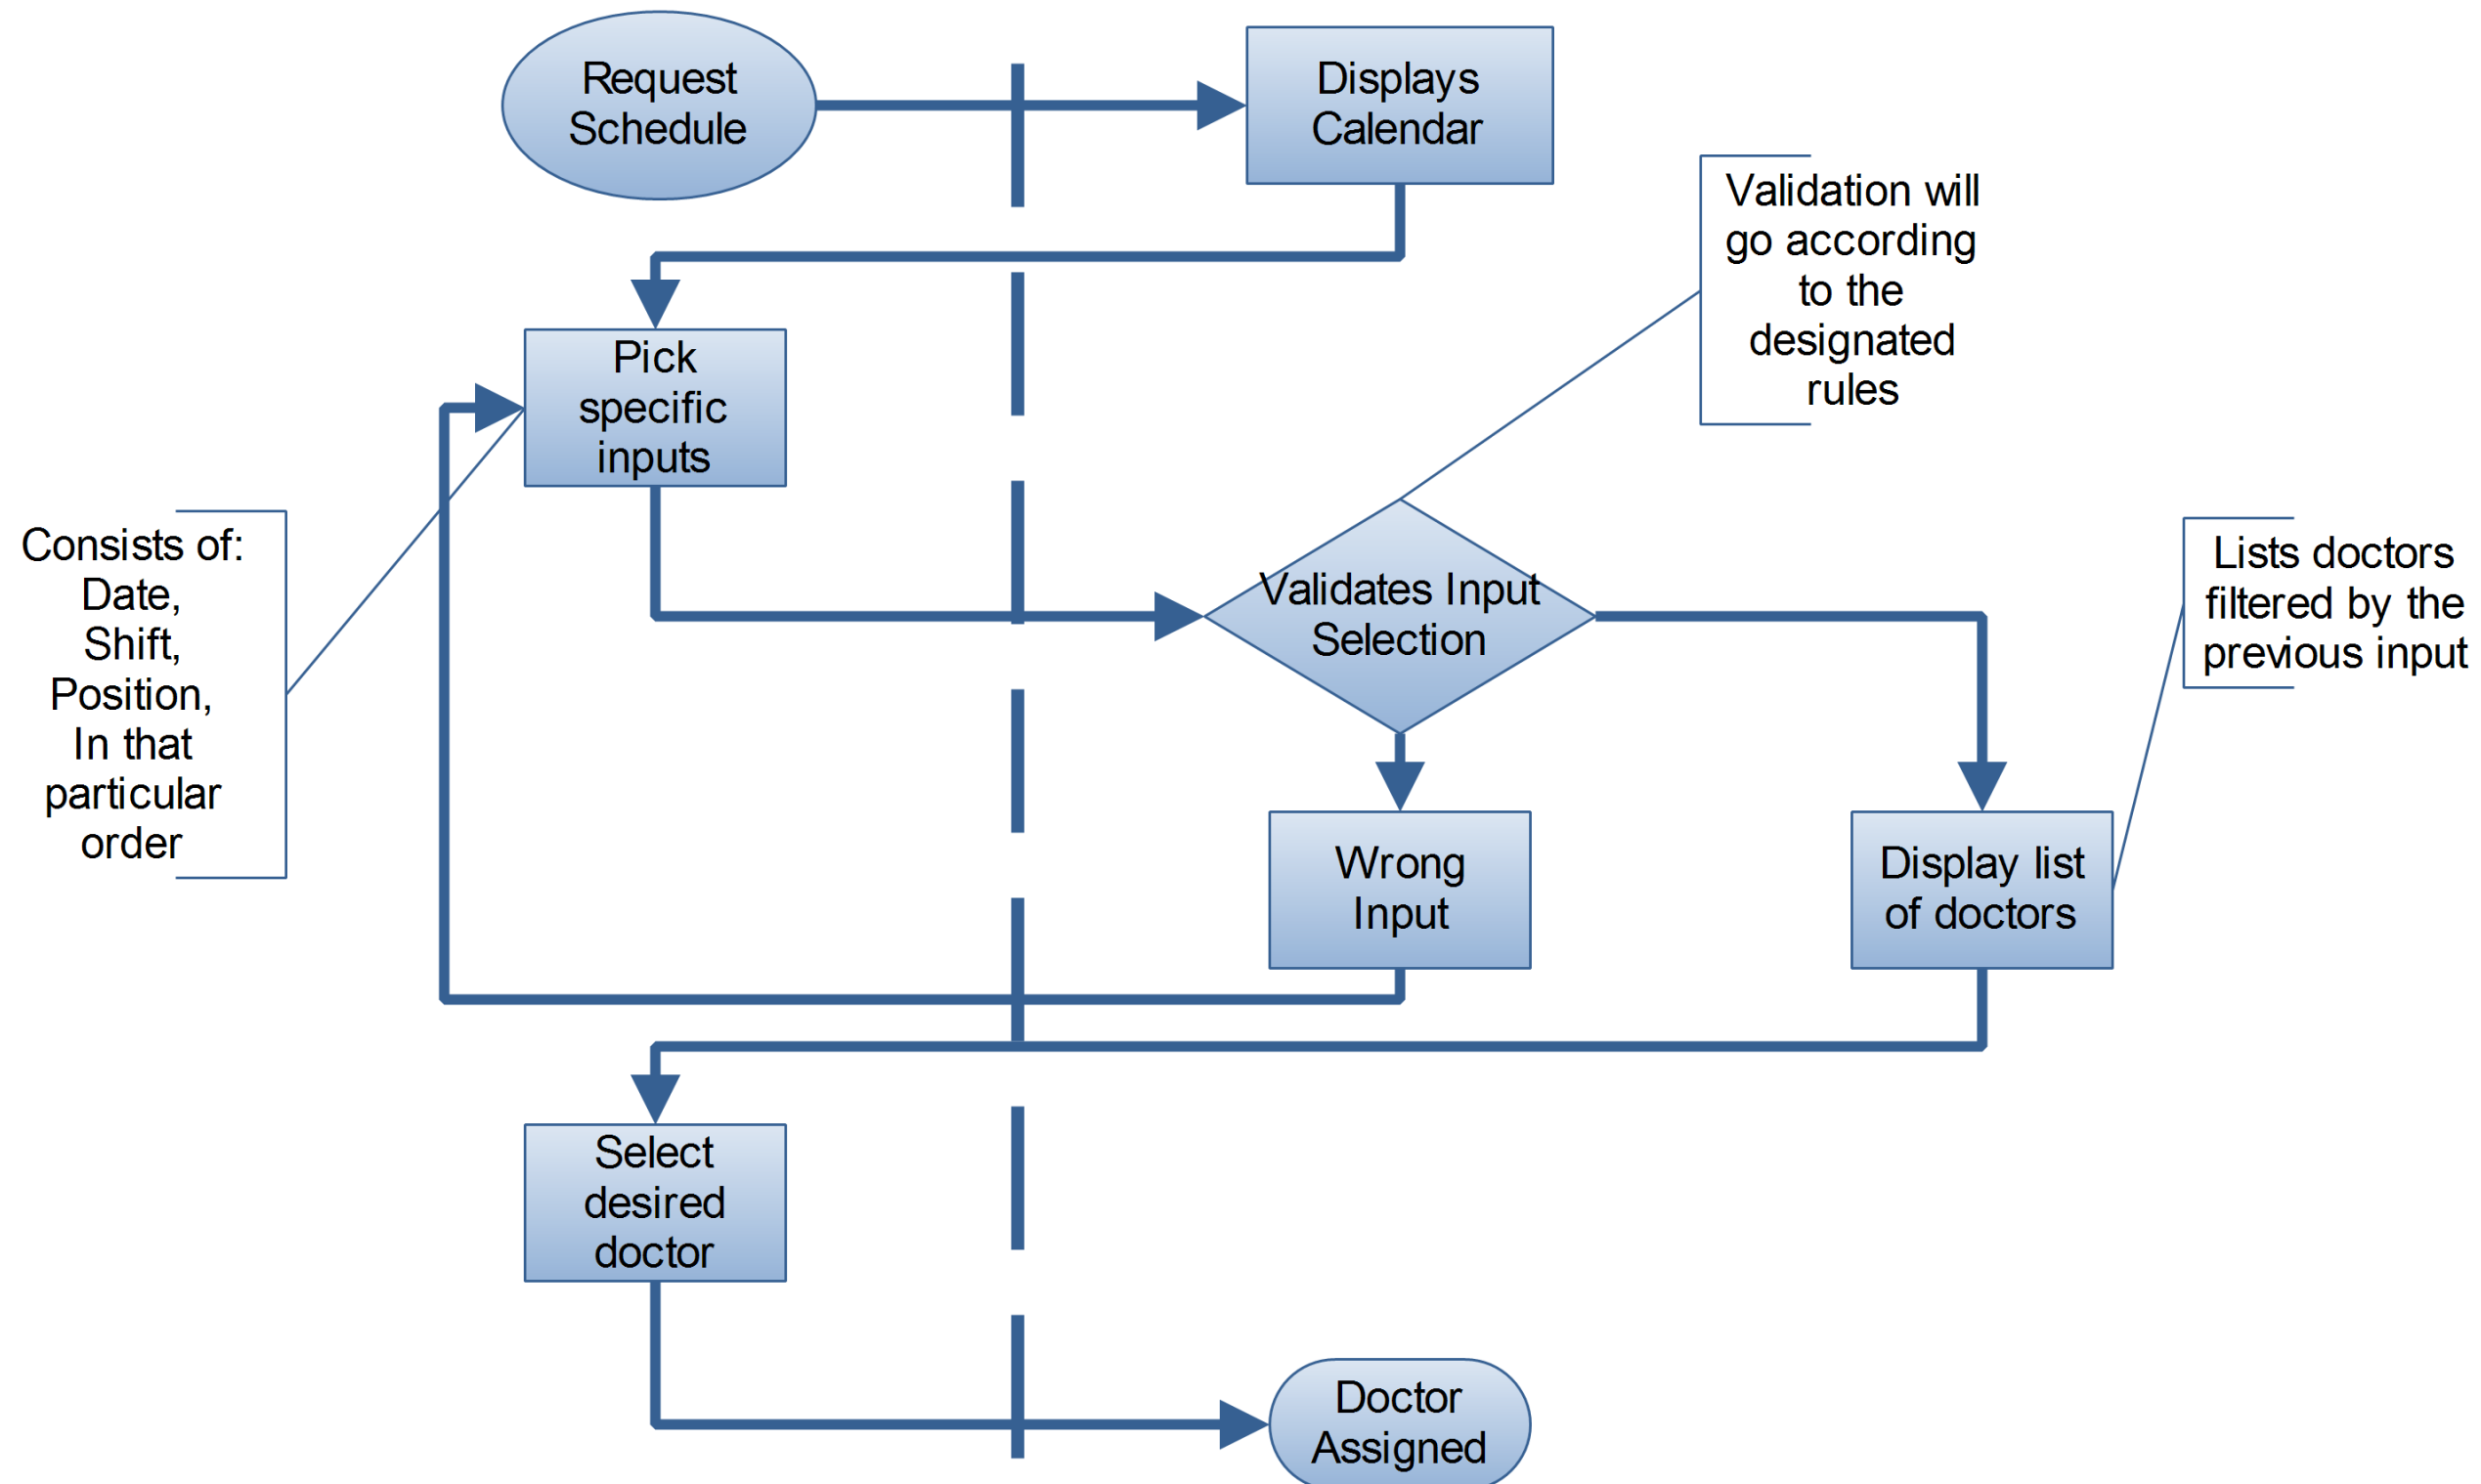 Request
Schedule
Displays
Calendar
Validation will
go according
to the
designated
rules
Pick
specific
inputs
Consists of:
Date,
Shift,
Position,
In that
particular
order
Validates Input
Selection
Lists doctors
filtered by the
previous input
Wrong
Input
Display list
of doctors
Select
desired
doctor
Doctor
Assigned